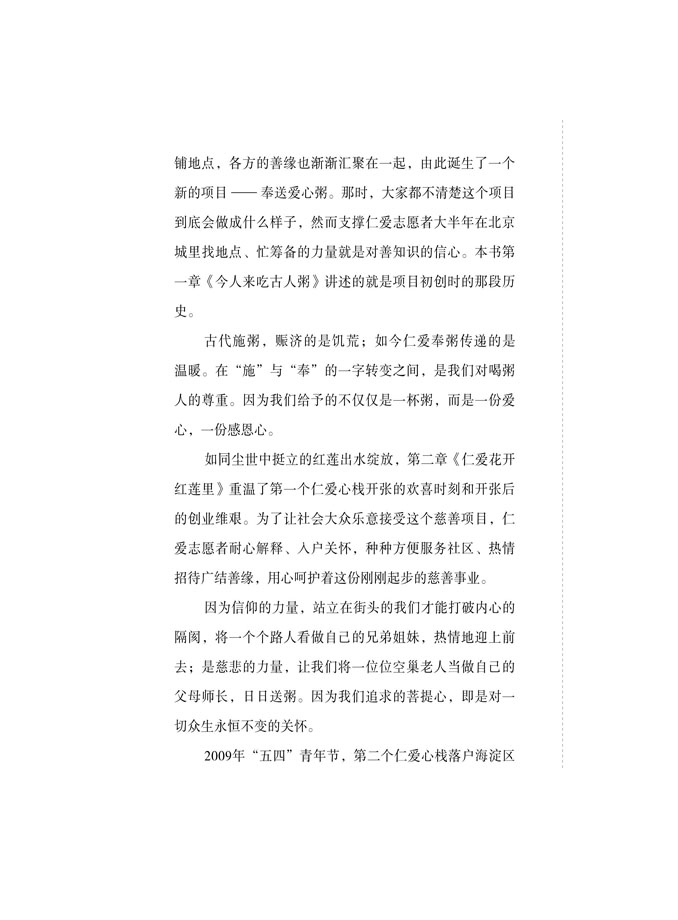 铺地点，各方的善缘也渐渐汇聚在一起，由此诞生了一个
新的项目 —— 奉送爱心粥。那时，大家都不清楚这个项目
到底会做成什么样子，然而支撑仁爱志愿者大半年在北京
城里找地点、忙筹备的力量就是对善知识的信心。本书第
一章《今人来吃古人粥》讲述的就是项目初创时的那段历
史。
古代施粥，赈济的是饥荒；如今仁爱奉粥传递的是
温暖。在“施”与“奉”的一字转变之间，是我们对喝粥
人的尊重。因为我们给予的不仅仅是一杯粥，而是一份爱
心，一份感恩心。
如同尘世中挺立的红莲出水绽放，第二章《仁爱花开
红莲里》重温了第一个仁爱心栈开张的欢喜时刻和开张后
的创业维艰。为了让社会大众乐意接受这个慈善项目，仁
爱志愿者耐心解释、入户关怀，种种方便服务社区、热情
招待广结善缘，用心呵护着这份刚刚起步的慈善事业。
因为信仰的力量，站立在街头的我们才能打破内心的
隔阂，将一个个路人看做自己的兄弟姐妹，热情地迎上前
去；是慈悲的力量，让我们将一位位空巢老人当做自己的
父母师长，日日送粥。因为我们追求的菩提心，即是对一
切众生永恒不变的关怀。
2009年“五四”青年节，第二个仁爱心栈落户海淀区